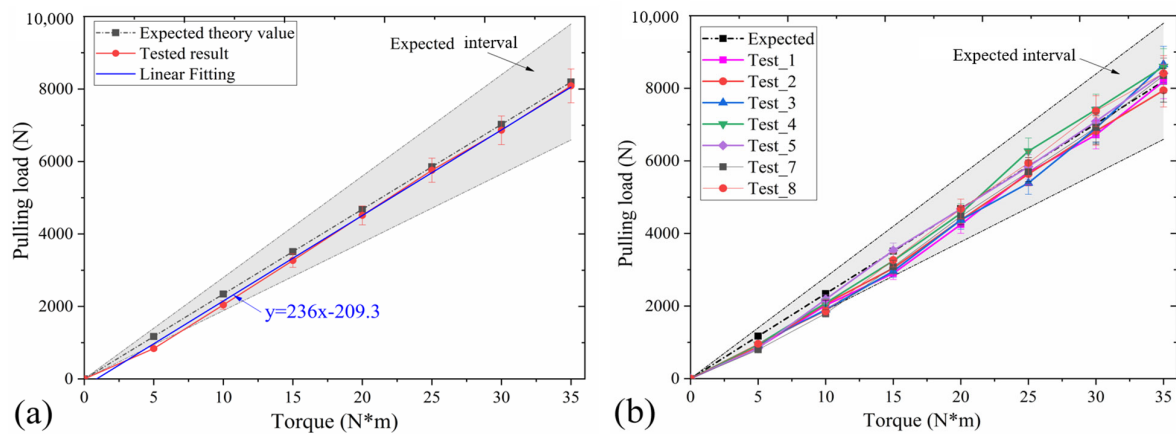 10,000
8000
6000
4000
2000
0
Pulling load (N)
Expected theory value
Tested result
Linear Fitting
Expected interval
y=236x-209.3
0 5 10 15 20 25 30 35
Torque (N*m)
(a)
10,000
8000
6000
4000
2000
0
Pulling load (N)
Expected
Test_1
Test_2
Test_3
Test_4
Test_5
Test_7
Test_8
Expected interval
0 5 10 15 20 25 30 35
Torque (N*m)
(b)